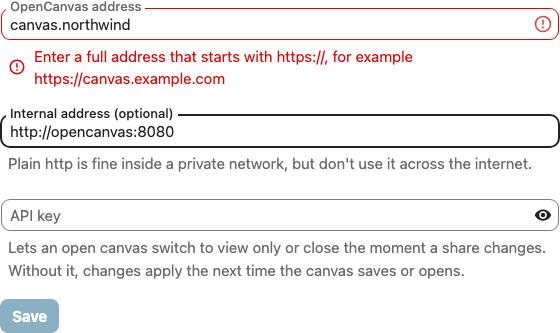 OpenCanvas address
canvas.northwind
Enter a full address that starts with https://, for example
https://canvas.example.com
Internal address (optional)
http://opencanvas:8080
Plain http is fine inside a private network, but don't use it across the internet.
API key
Lets an open canvas switch to view only or close the moment a share changes.
Without it, changes apply the next time the canvas saves or opens.
Save